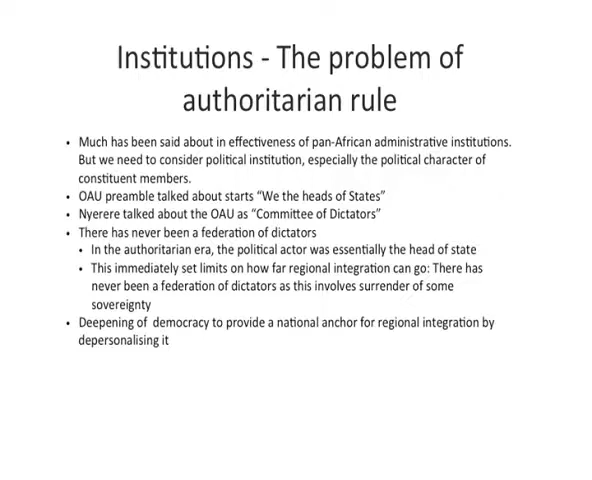 Institutions - The problem of
authoritarian rule
• Much has been said about in effectiveness of pan-African administrative institutions.
But we need to consider political institution, especially the political character of
constituent members.
• OAU preamble talked about starts “We the heads of States”
• Nyerere talked about the OAU as “Committee of Dictators”
• There has never been a federation of dictators
• In the authoritarian era, the political actor was essentially the head of state
• This immediately set limits on how far regional integration can go: There has
never been a federation of dictators as this involves surrender of some
sovereignty
• Deepening of democracy to provide a national anchor for regional integration by
depersonalising it